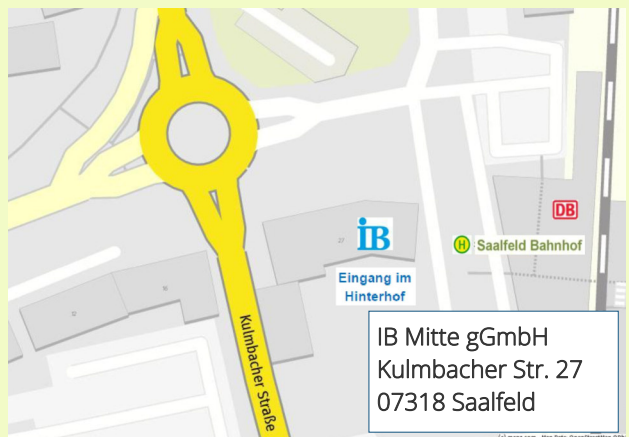 iB
DB
H Saalfeld Bahnhof
Eingang im
Hinterhof
Kulmbacher Straße
IB Mitte gGmbH
Kulmbacher Str. 27
07318 Saalfeld